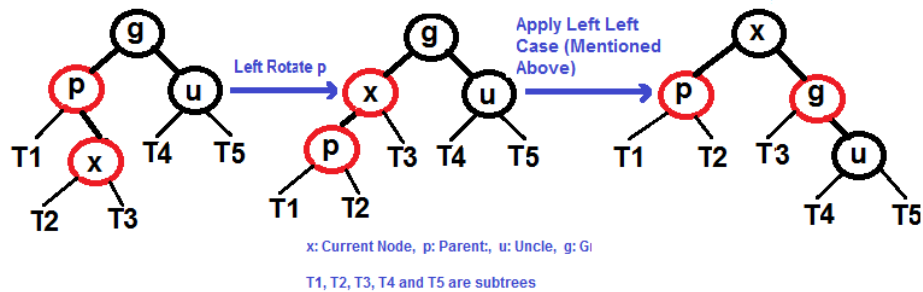 g
p
u
x
T1
T4
T5
T2
T3
Left Rotate p
g
x
u
p
T3
T4
T5
T1
T2
Apply Left Left
Case (Mentioned
Above)
x
p
g
T1
T2
T3
u
T4
T5
x: Current Node, p: Parent:, u: Uncle, g:
T1, T2, T3, T4 and T5 are subtrees